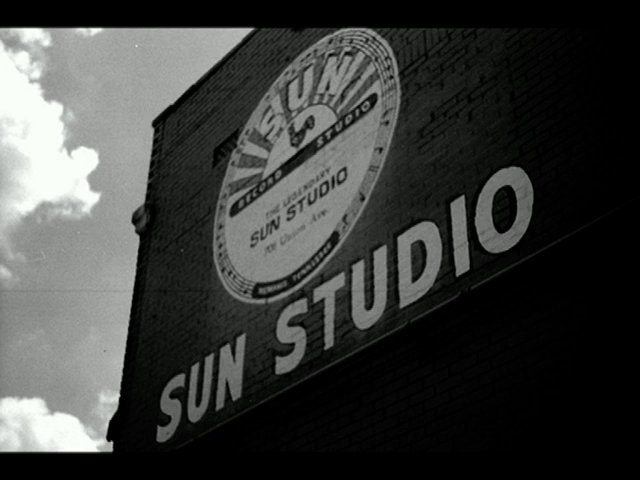 SUN
RECORD STUDIO
THE LEGENDARY
SUN STUDIO
706 Union Ave.
MEMPHIS, TENNESSEE
SUN STUDIO